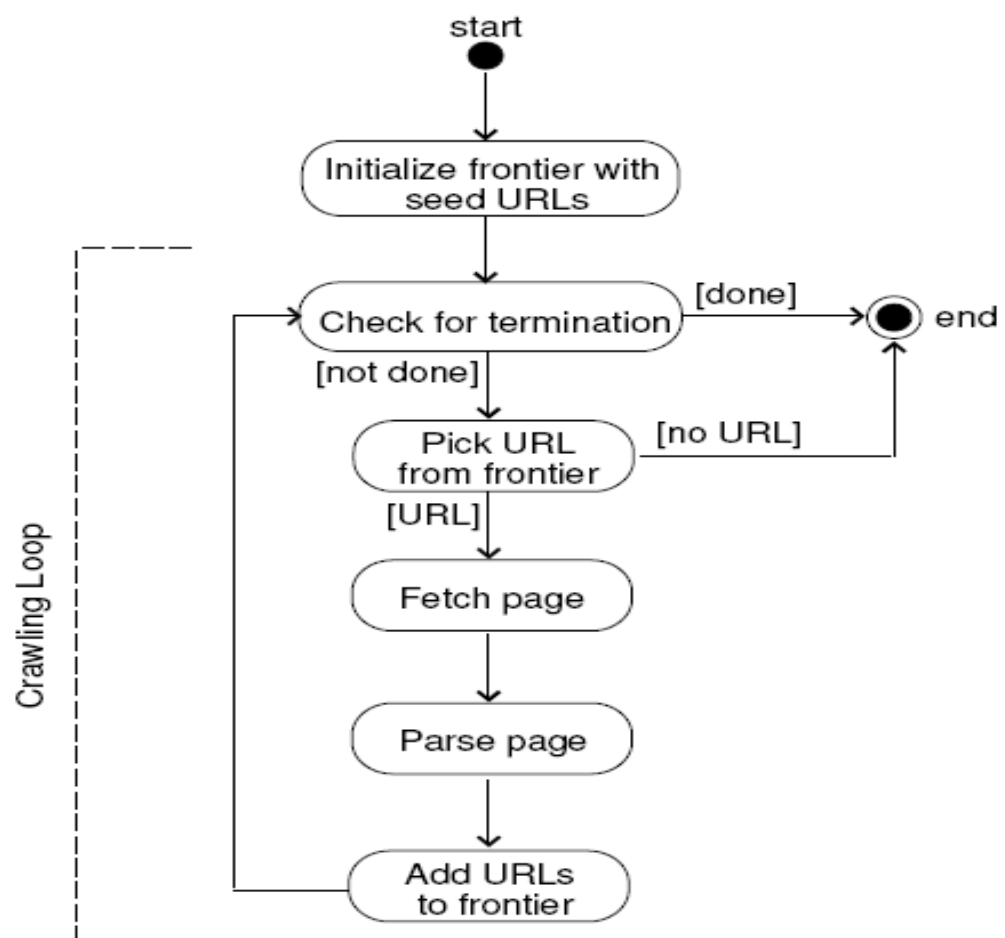 start
Initialize frontier with
seed URLs
[done]
Check for termination
end
[not done]
Pick URL
from frontier
[no URL]
[URL]
Fetch page
Crawling Loop
Parse page
Add URLs
to frontier